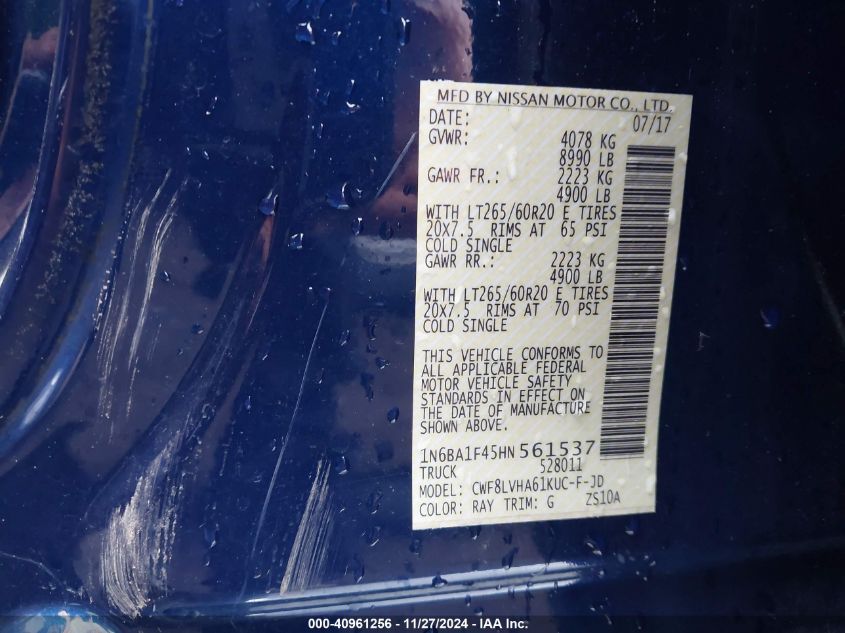 MFD BY NISSAN MOTOR CO., LTD.
DATE: 07/17
GVWR: 4078 KG
8990 LB
GAWR FR.: 2223 KG
4900 LB
WITH LT265/60R20 E TIRES
20X7.5 RIMS AT 65 PSI
COLD SINGLE
GAWR RR.: 2223 KG
4900 LB
WITH LT265/60R20 E TIRES
20X7.5 RIMS AT 70 PSI
COLD SINGLE
THIS VEHICLE CONFORMS TO
ALL APPLICABLE FEDERAL
MOTOR VEHICLE SAFETY
STANDARDS IN EFFECT ON
THE DATE OF MANUFACTURE
SHOWN ABOVE.
1N6BA1F45HN 561537
TRUCK 528011
MODEL: CWF8LVHA61KUC-F-JD
COLOR: RAY TRIM: G ZS10A
000-40961256 - 11/27/2024 - IAA Inc.